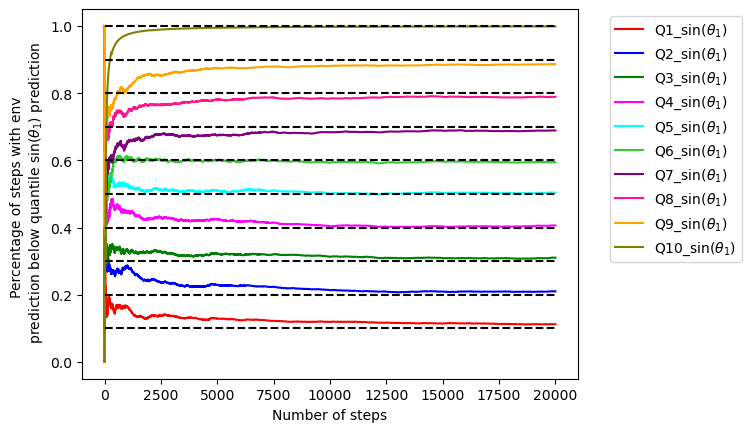 Percentage of steps with env
prediction below quantile sin(θ₁) prediction
1.0
0.8
0.6
0.4
0.2
0.0
0
2500
5000
7500
10000
12500
15000
17500
20000
Number of steps
Q1_sin(θ₁)
Q2_sin(θ₁)
Q3_sin(θ₁)
Q4_sin(θ₁)
Q5_sin(θ₁)
Q6_sin(θ₁)
Q7_sin(θ₁)
Q8_sin(θ₁)
Q9_sin(θ₁)
Q10_sin(θ₁)